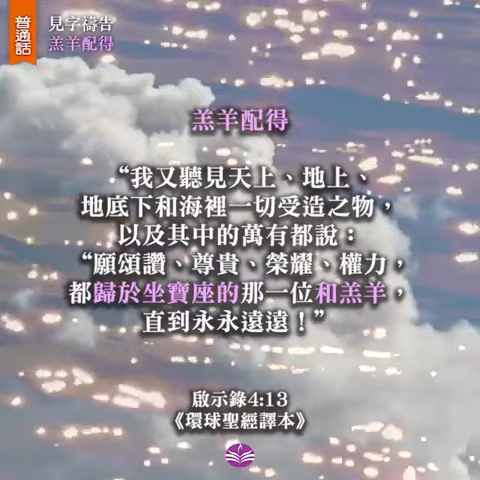 普通話
見字禱告
羔羊配得
羔羊配得
“我又聽見天上、地上、
地底下和海裡一切受造之物，
以及其中的萬有都說：
“願頌讚、尊貴、榮耀、權力，
都歸於坐寶座的那一位和羔羊，
直到永永遠遠！”
啟示錄4:13
《環球聖經譯本》